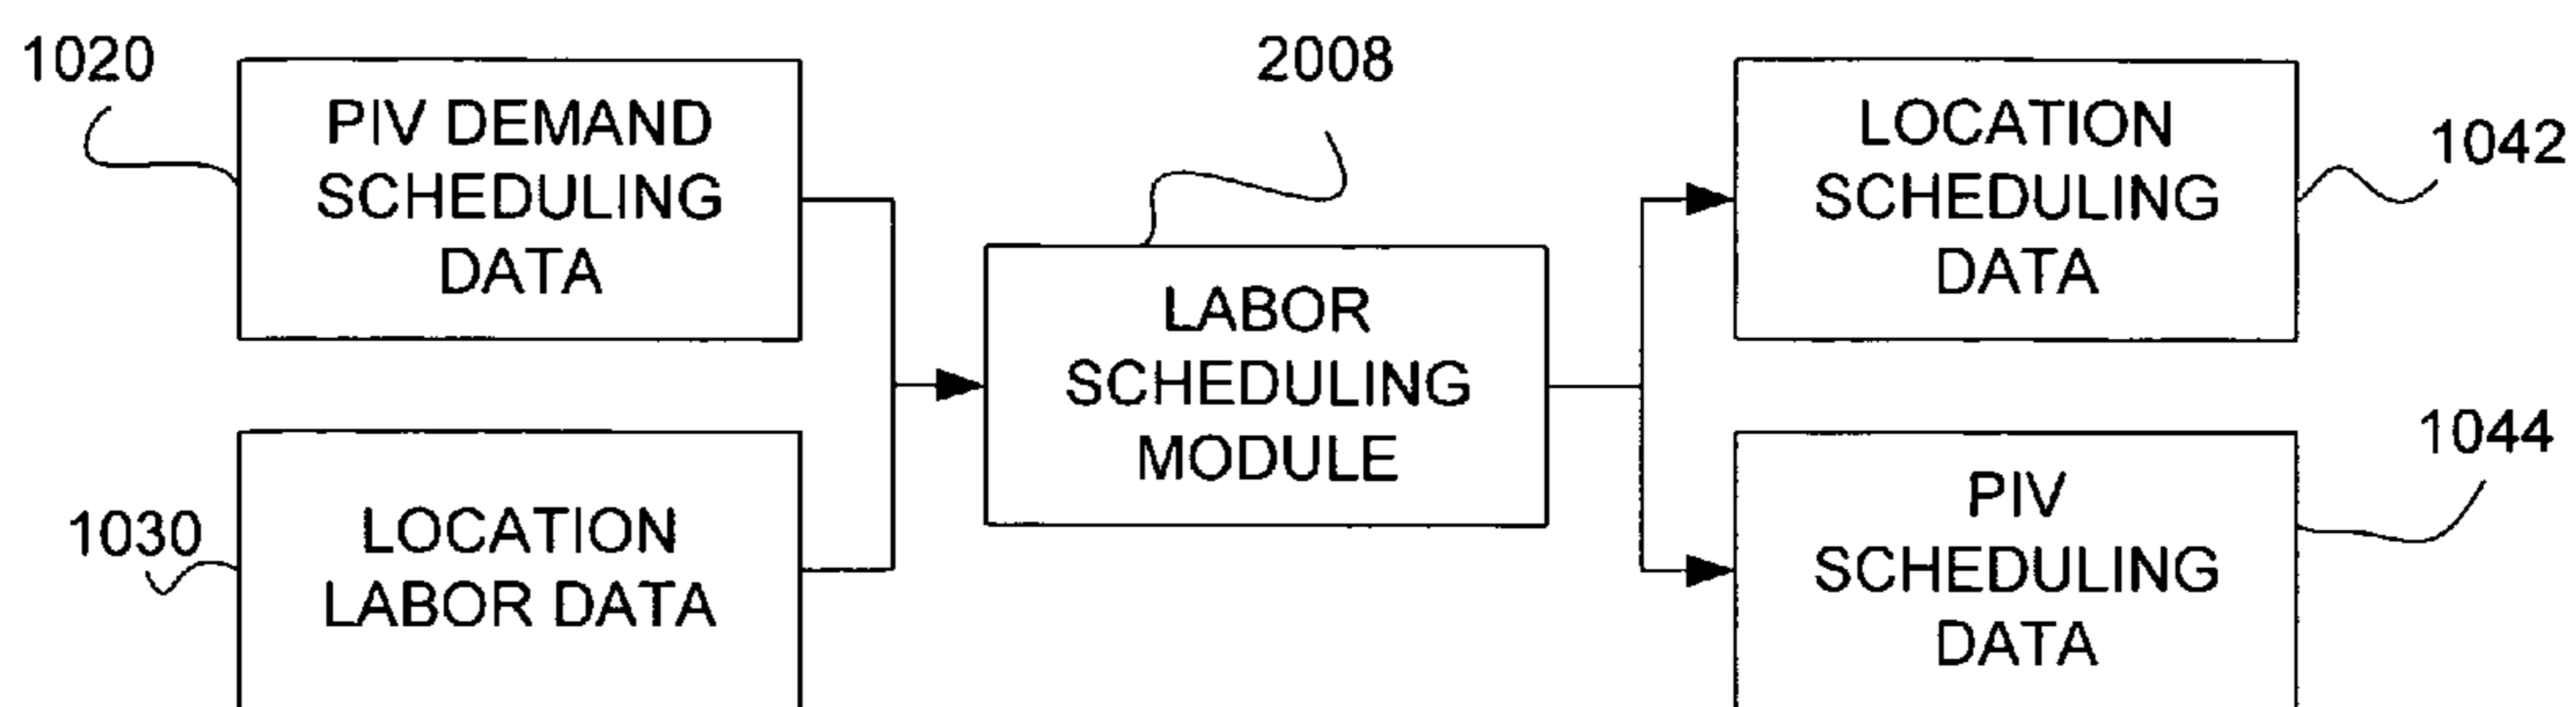 1020
PIV DEMAND
SCHEDULING
DATA
1030
LOCATION
LABOR DATA
2008
LABOR
SCHEDULING
MODULE
LOCATION
SCHEDULING
DATA
1042
PIV
SCHEDULING
DATA
1044